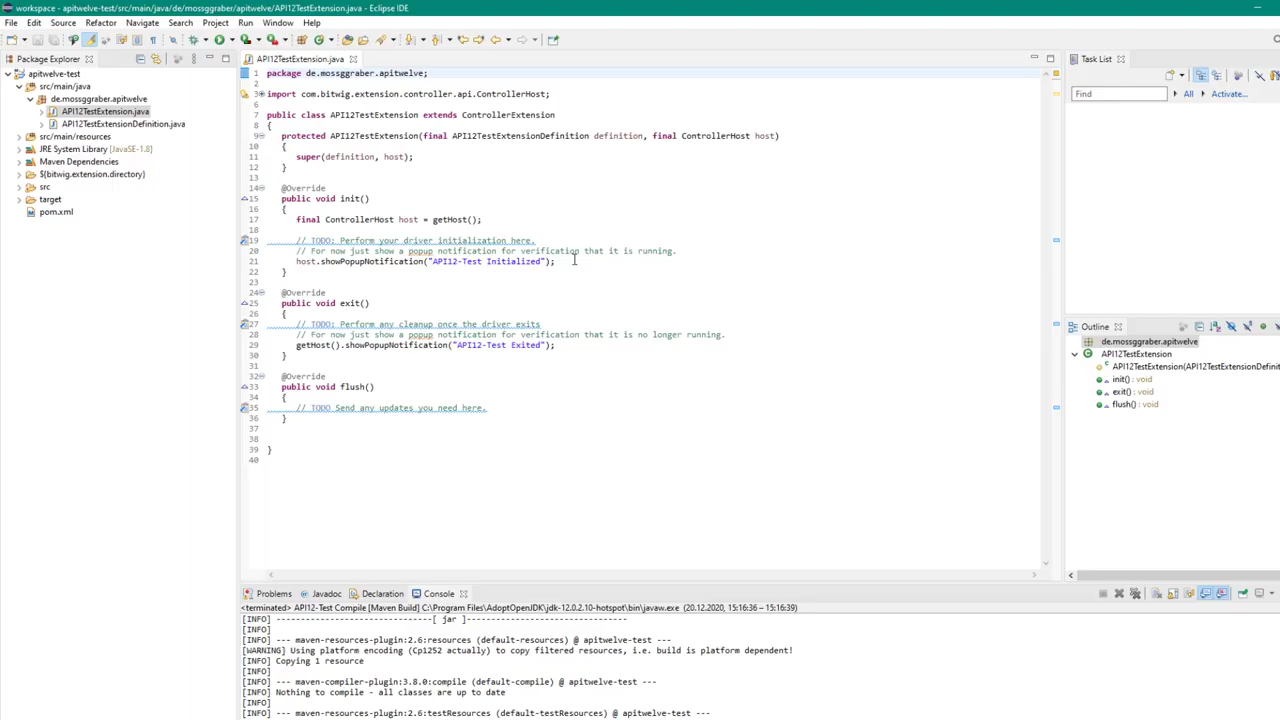 workspace - apitwelve-test/src/main/java/de/mossggraber/apitwelve/API12TestExtension.java - Eclipse IDE
File Edit Source Refactor Navigate Search Project Run Window Help
Package Explorer
apitwelve-test
src/main/java
de.mossggraber.apitwelve
API12TestExtension.java
API12TestExtensionDefinition.java
src/main/resources
JRE System Library [JavaSE-1.8]
Maven Dependencies
${bitwig.extension.directory}
src
target
pom.xml
API12TestExtension.java
1 package de.mossggraber.apitwelve;
2
3 import com.bitwig.extension.controller.api.ControllerHost;
6
7 public class API12TestExtension extends ControllerExtension
8 {
9 protected API12TestExtension(final API12TestExtensionDefinition definition, final ControllerHost host)
10 {
11 super(definition, host);
12 }
13
14 @Override
15 public void init()
16 {
17 final ControllerHost host = getHost();
18
19 // TODO: Perform your driver initialization here.
20 // For now just show a popup notification for verification that it is running.
21 host.showPopupNotification("API12-Test Initialized");
22 }
23
24 @Override
25 public void exit()
26 {
27 // TODO: Perform any cleanup once the driver exits
28 // For now just show a popup notification for verification that it is no longer running.
29 getHost().showPopupNotification("API12-Test Exited");
30 }
31
32 @Override
33 public void flush()
34 {
35 // TODO Send any updates you need here.
36 }
37
38
39 }
40
Task List
Find All Activate...
Outline
de.mossggraber.apitwelve
API12TestExtension
API12TestExtension(API12TestExtensionDefinit
init() : void
exit() : void
flush() : void
Problems Javadoc Declaration Console
<terminated> API12-Test Compile [Maven Build] C:\Program Files\AdoptOpenJDK\jdk-12.0.2.10-hotspot\bin\javaw.exe (20.12.2020, 15:16:36 – 15:16:39)
[INFO] --------------------------------[ jar ]---------------------------------
[INFO]
[INFO] --- maven-resources-plugin:2.6:resources (default-resources) @ apitwelve-test ---
[WARNING] Using platform encoding (Cp1252 actually) to copy filtered resources, i.e. build is platform dependent!
[INFO] Copying 1 resource
[INFO]
[INFO] --- maven-compiler-plugin:3.8.0:compile (default-compile) @ apitwelve-test ---
[INFO] Nothing to compile - all classes are up to date
[INFO]
[INFO] --- maven-resources-plugin:2.6:testResources (default-testResources) @ apitwelve-test ---